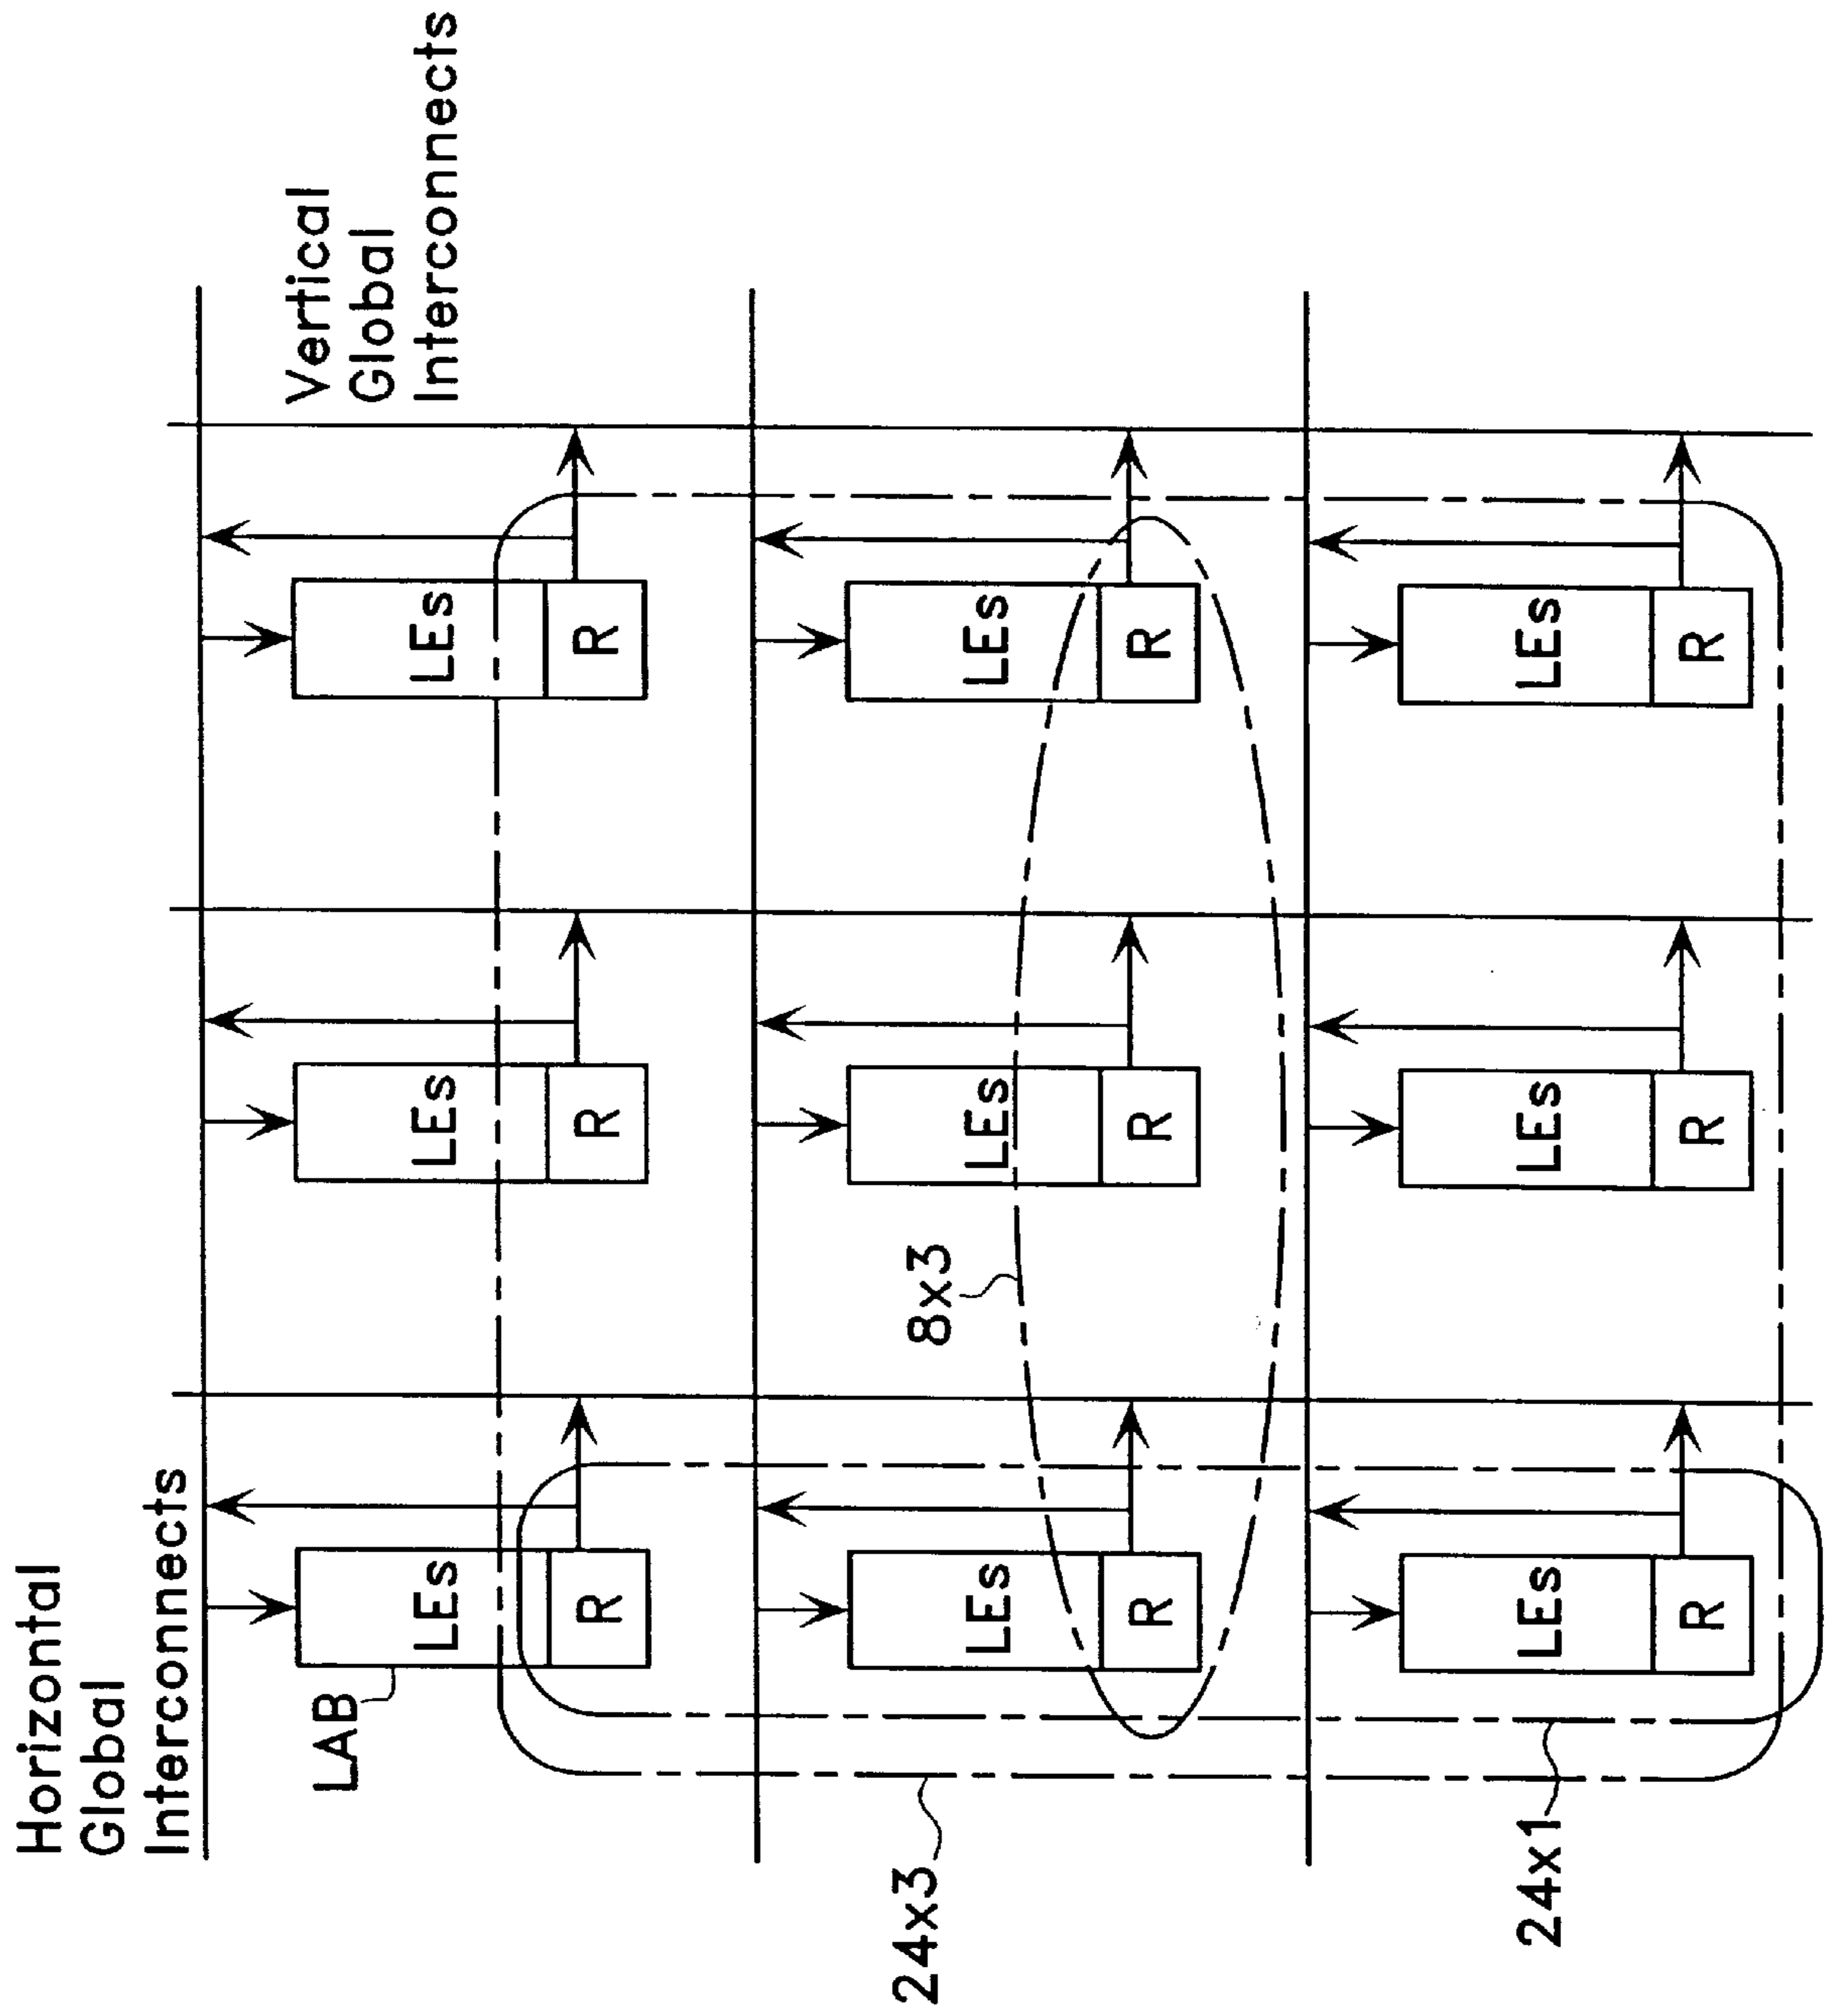 Horizontal
Global
Interconnects
Vertical
Global
Interconnects
LAB
LEs
LEs
LEs
R
R
R
24x3
8x3
LEs
LEs
LEs
R
R
R
24x1
LEs
LEs
LEs
R
R
R